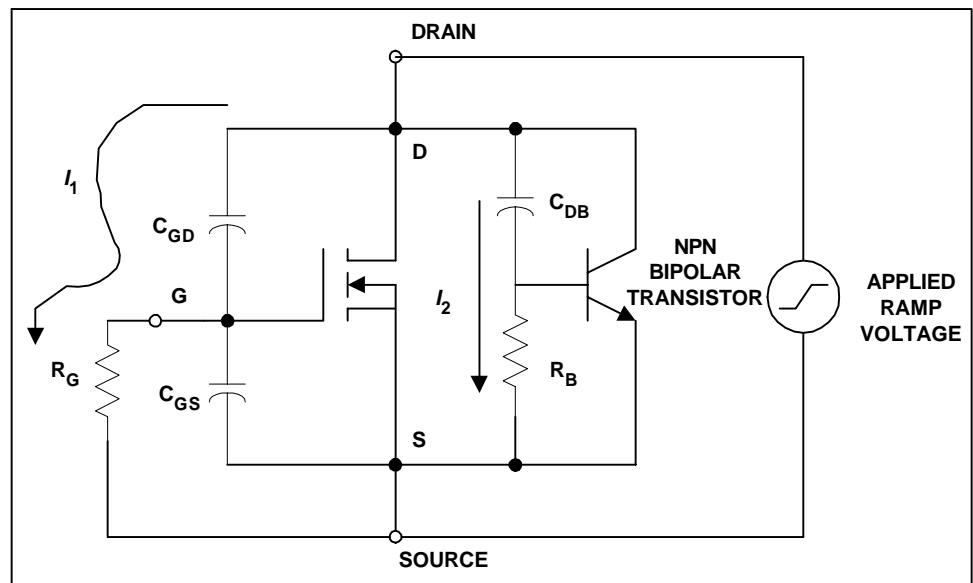 DRAIN
D
I1
CGD
CDB
NPN
BIPOLAR
TRANSISTOR
APPLIED
RAMP
VOLTAGE
G
I2
RG
CGS
RB
S
SOURCE